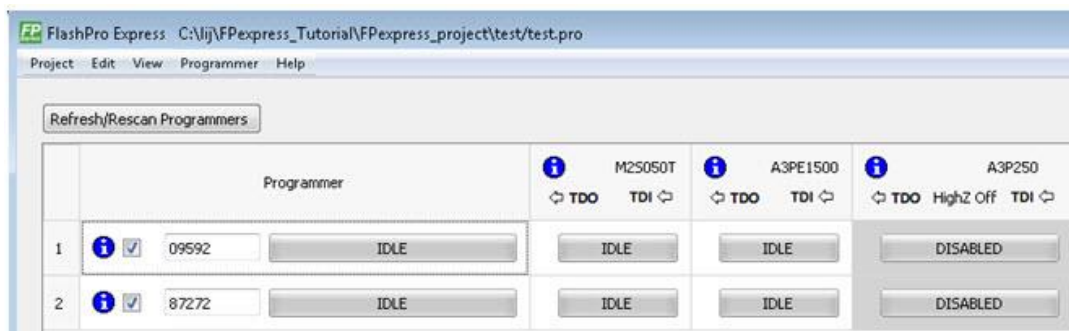 FP FlashPro Express C:\lij\FPexpress_Tutorial\FPexpress_project\test/test.pro
Project Edit View Programmer Help
Refresh/Rescan Programmers
Programmer
M2S050T
TDO TDI
A3PE1500
TDO TDI
A3P250
TDO HighZ Off TDI
1 09592 IDLE IDLE IDLE DISABLED
2 87272 IDLE IDLE IDLE DISABLED